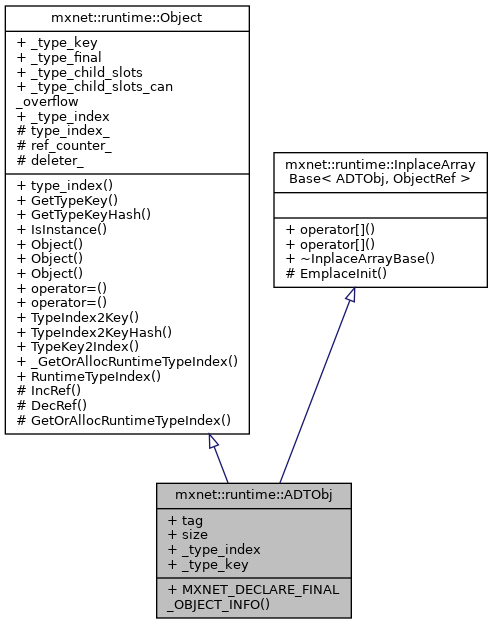 mxnet::runtime::Object
+ _type_key
+ _type_final
+ _type_child_slots
+ _type_child_slots_can
_overflow
+ _type_index
# type_index_
# ref_counter_
# deleter_
+ type_index()
+ GetTypeKey()
+ GetTypeKeyHash()
+ IsInstance()
+ Object()
+ Object()
+ Object()
+ operator=()
+ operator=()
+ TypeIndex2Key()
+ TypeIndex2KeyHash()
+ TypeKey2Index()
+ _GetOrAllocRuntimeTypeIndex()
+ RuntimeTypeIndex()
# IncRef()
# DecRef()
# GetOrAllocRuntimeTypeIndex()
mxnet::runtime::InplaceArray
Base< ADTObj, ObjectRef >
+ operator[]()
+ operator[]()
+ ~InplaceArrayBase()
# EmplaceInit()
mxnet::runtime::ADTObj
+ tag
+ size
+ _type_index
+ _type_key
+ MXNET_DECLARE_FINAL
_OBJECT_INFO()